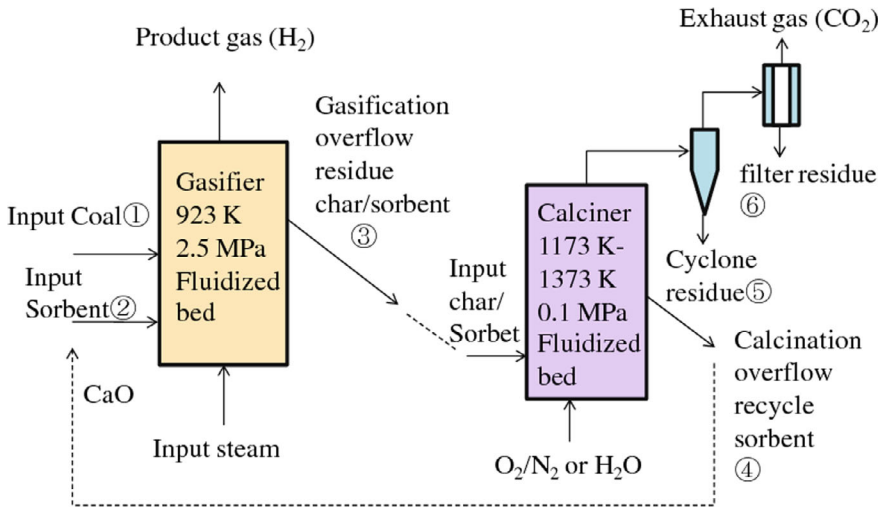 Exhaust gas (CO₂)
Product gas (H₂)
Gasification
overflow
residue
char/sorbent
③
Gasifier
923 K
2.5 MPa
Fluidized
bed
Input Coal①
Input
Sorbent②
CaO
Input steam
Input
char/
Sorbet
Calciner
1173 K-
1373 K
0.1 MPa
Fluidized
bed
O₂/N₂ or H₂O
filter residue
⑥
Cyclone
residue⑤
Calcination
overflow
recycle
sorbent
④